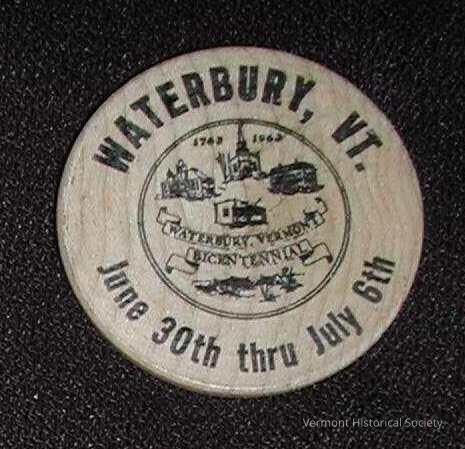 WATERBURY, VT.
1763 1963
WATERBURY, VERMONT
BICENTENNIAL
June 30th thru July 6th
Vermont Historical Society